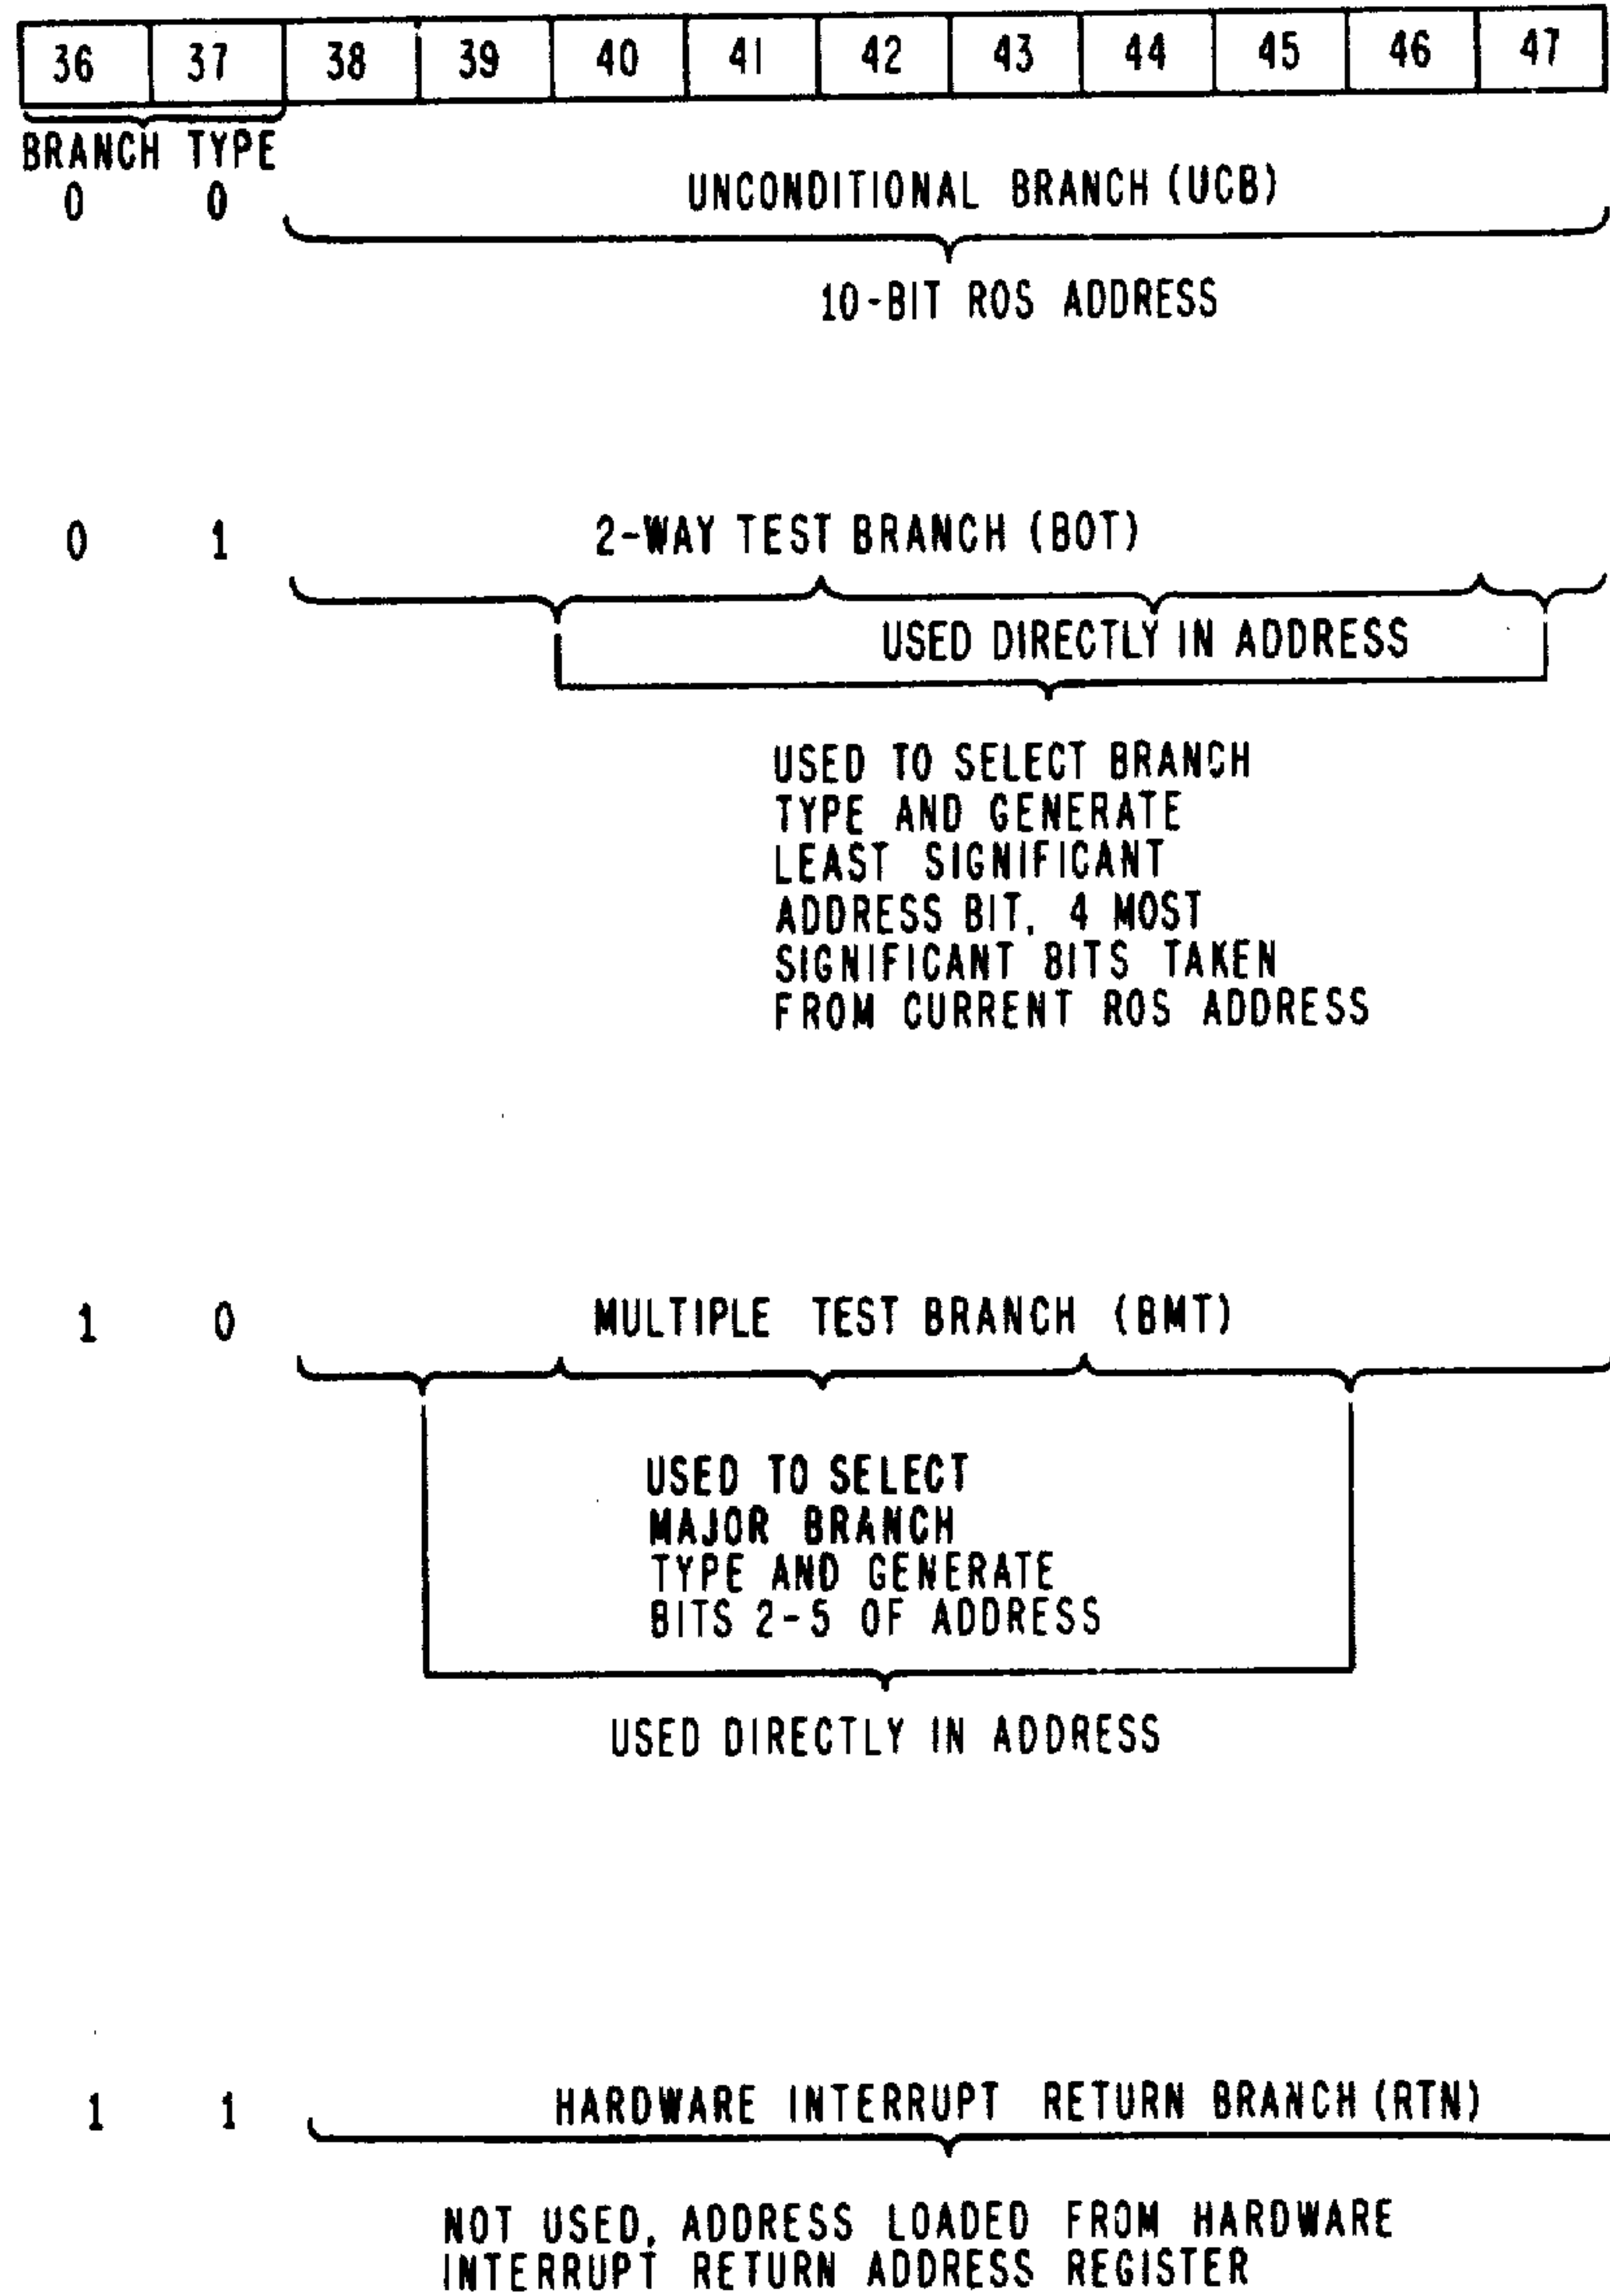 36 37 38 39 40 41 42 43 44 45 46 47
BRANCH TYPE
0 0 UNCONDITIONAL BRANCH (UCB)
10-BIT ROS ADDRESS
0 1 2-WAY TEST BRANCH (BOT)
USED DIRECTLY IN ADDRESS
USED TO SELECT BRANCH
TYPE AND GENERATE
LEAST SIGNIFICANT
ADDRESS BIT. 4 MOST
SIGNIFICANT BITS TAKEN
FROM CURRENT ROS ADDRESS
1 0 MULTIPLE TEST BRANCH (BMT)
USED TO SELECT
MAJOR BRANCH
TYPE AND GENERATE
BITS 2-5 OF ADDRESS
USED DIRECTLY IN ADDRESS
1 1 HARDWARE INTERRUPT RETURN BRANCH (RTN)
NOT USED, ADDRESS LOADED FROM HARDWARE
INTERRUPT RETURN ADDRESS REGISTER